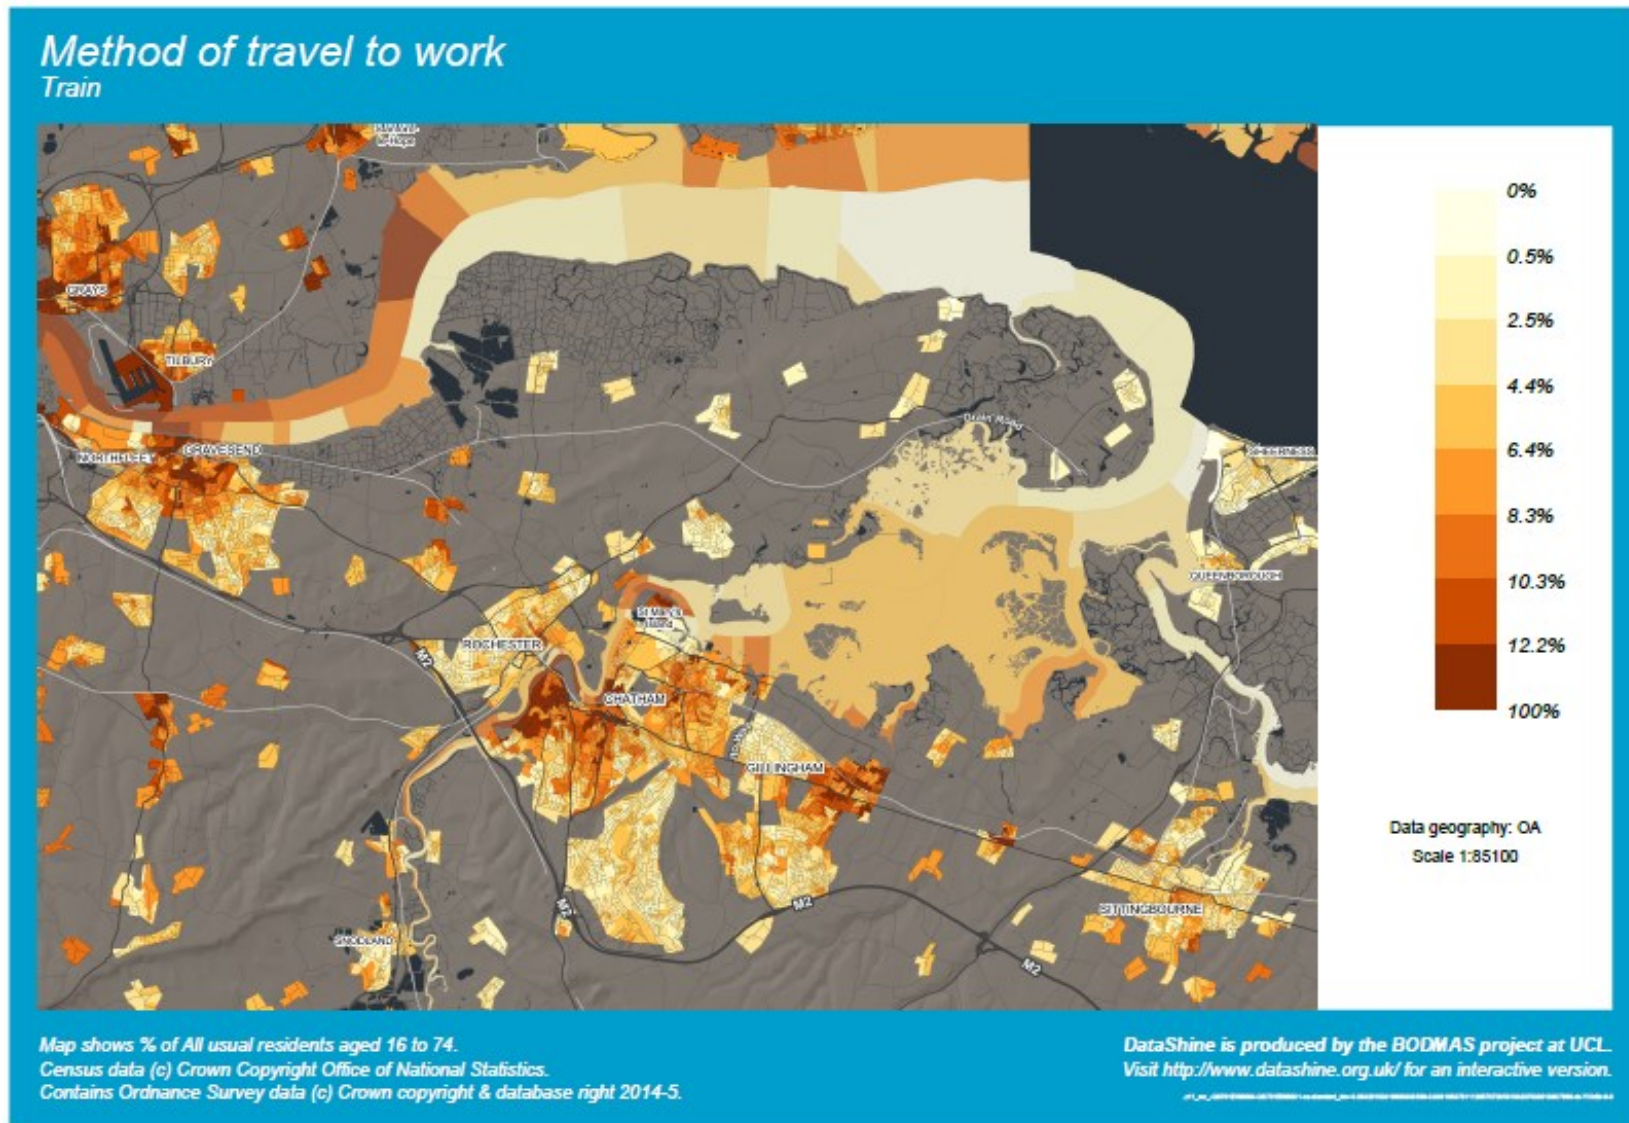 Method of travel to work
Train
GRAYS
TILBURY
NORTHFLEET
GRAVESEND
SHEERNESS
QUEENBOROUGH
ROCHESTER
M2
CHATHAM
GILLINGHAM
M2
M2
SITTINGBOURNE
SNODLAND
M2
0%
0.5%
2.5%
4.4%
6.4%
8.3%
10.3%
12.2%
100%
Data geography: OA
Scale 1:85100
Map shows % of All usual residents aged 16 to 74.
Census data (c) Crown Copyright Office of National Statistics.
Contains Ordnance Survey data (c) Crown copyright & database right 2014-5.
DataShine is produced by the BODMAS project at UCL.
Visit http://www.datashine.org.uk/ for an interactive version.